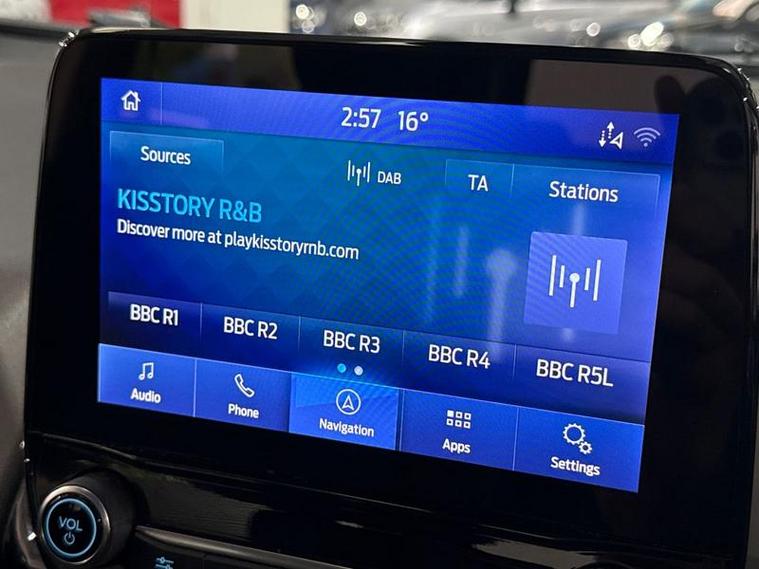 2:57 16°
Sources
DAB
TA
Stations
KISSTORY R&B
Discover more at playkisstoryrnb.com
BBC R1
BBC R2
BBC R3
BBC R4
BBC R5L
Audio
Phone
Navigation
Apps
Settings
VOL